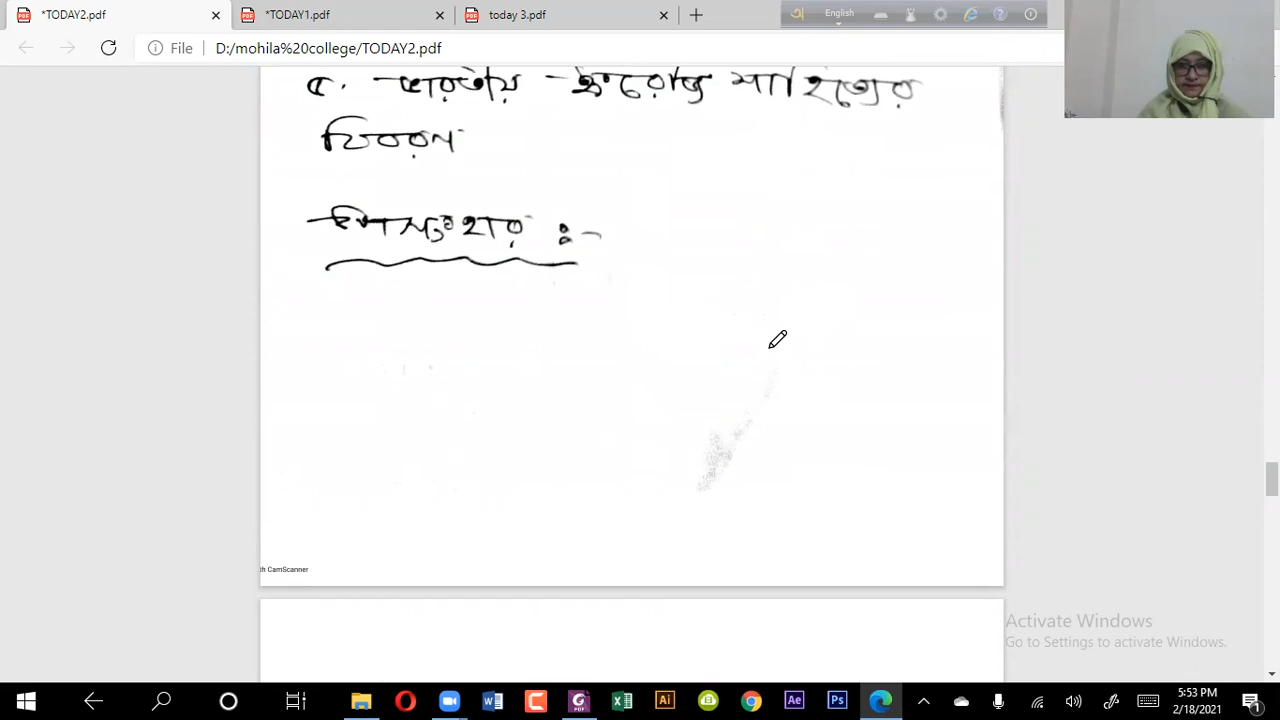 *TODAY2.pdf
*TODAY1.pdf
today 3.pdf
English
File
D:/mohila%20college/TODAY2.pdf
৫. ভারতীয় ইংরেজি সাহিত্যের
বিবরণ
উপসংহার :-
th CamScanner
Activate Windows
Go to Settings to activate Windows.
5:53 PM
2/18/2021